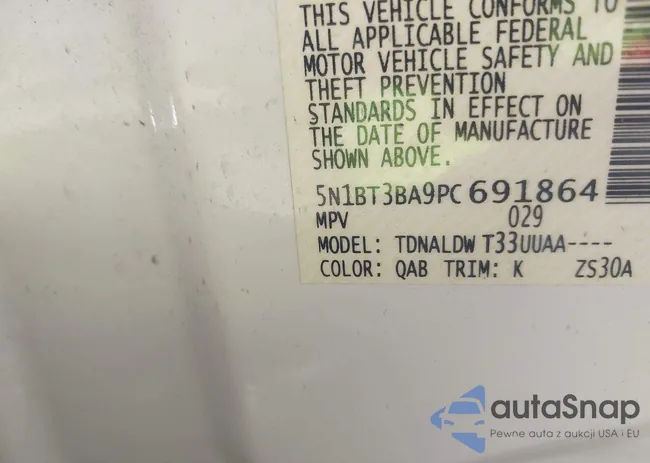 THIS VEHICLE CONFORMS TO
ALL APPLICABLE FEDERAL
MOTOR VEHICLE SAFETY AND
THEFT PREVENTION
STANDARDS IN EFFECT ON
THE DATE OF MANUFACTURE
SHOWN ABOVE.
5N1BT3BA9PC691864
MPV 029
MODEL: TDNALDW T33UUAA----
COLOR: QAB TRIM: K ZS30A
autaSnap
Pewne auta z aukcji USA i EU